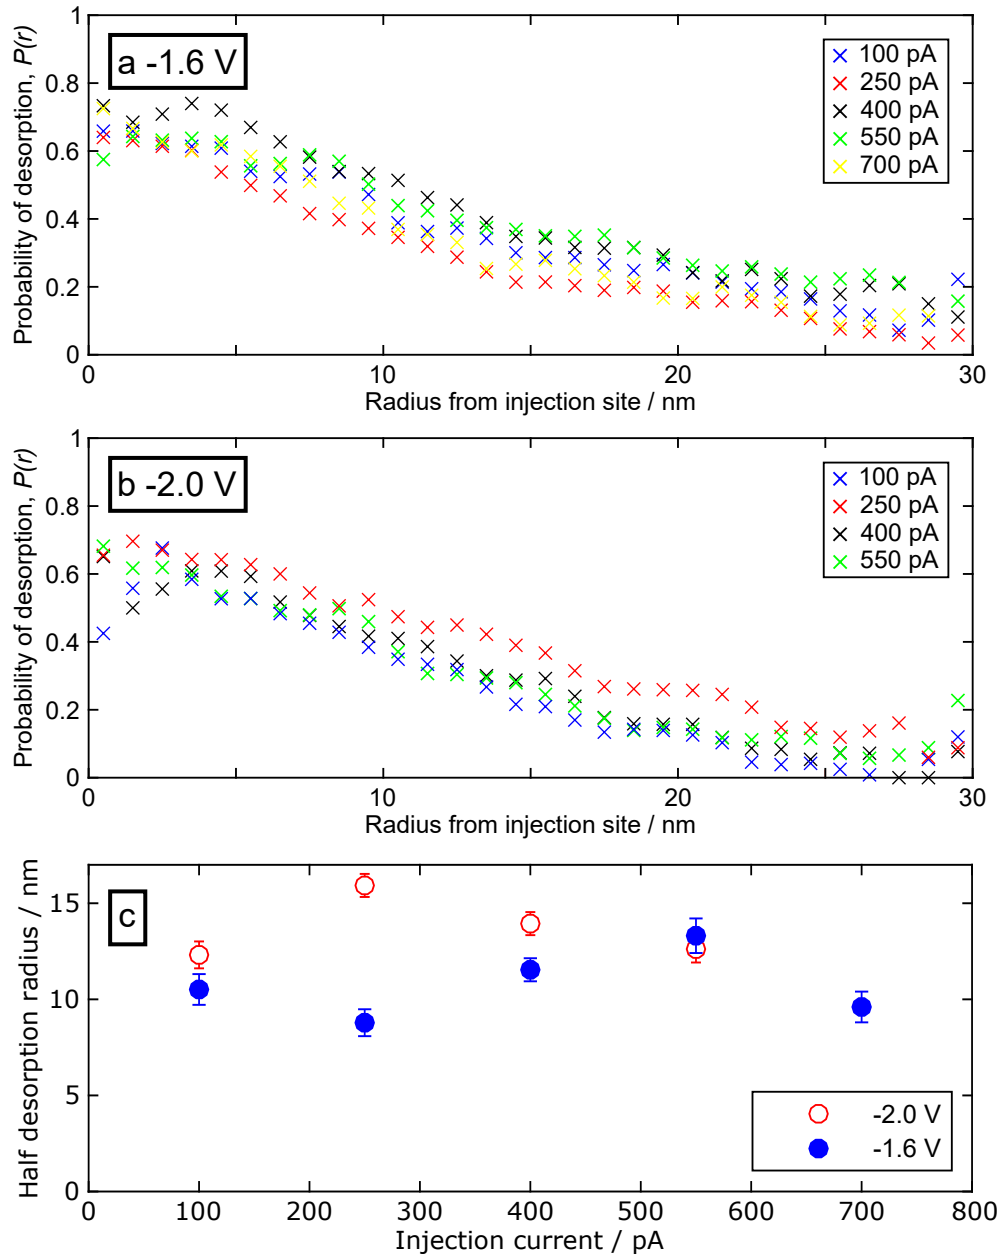 a -1.6 V
Probability of desorption, P(r)
1
0.8
0.6
0.4
0.2
0
100 pA
250 pA
400 pA
550 pA
700 pA
0 10 20 30
Radius from injection site / nm
b -2.0 V
Probability of desorption, P(r)
1
0.8
0.6
0.4
0.2
0
100 pA
250 pA
400 pA
550 pA
0 10 20 30
Radius from injection site / nm
c
Half desorption radius / nm
15
10
5
0
-2.0 V
-1.6 V
0 100 200 300 400 500 600 700 800
Injection current / pA